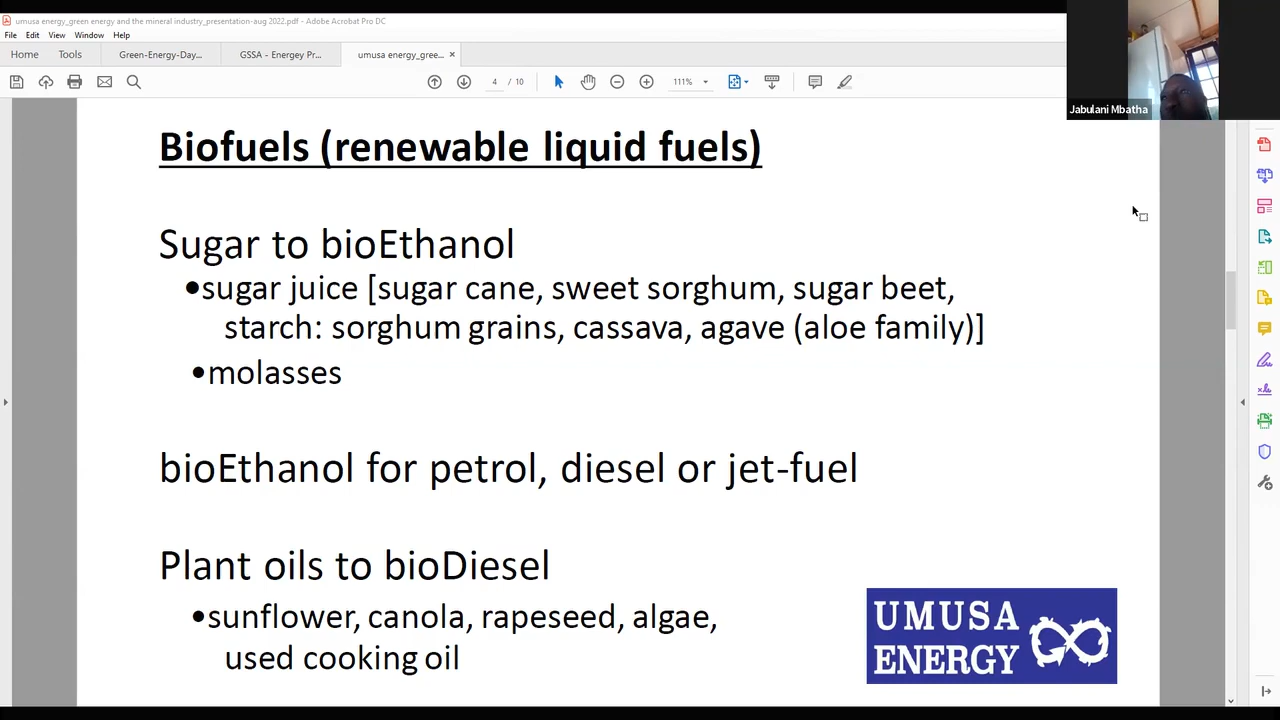 umusa energy_green energy and the mineral industry_presentation-aug 2022.pdf - Adobe Acrobat Pro DC
File Edit View Window Help
Home Tools Green-Energy-Day... GSSA - Energey Pr... umusa energy_gree... ×
4 / 10 111%
Jabulani Mbatha
Biofuels (renewable liquid fuels)
Sugar to bioEthanol
•sugar juice [sugar cane, sweet sorghum, sugar beet,
starch: sorghum grains, cassava, agave (aloe family)]
•molasses
bioEthanol for petrol, diesel or jet-fuel
Plant oils to bioDiesel
•sunflower, canola, rapeseed, algae,
used cooking oil
UMUSA
ENERGY